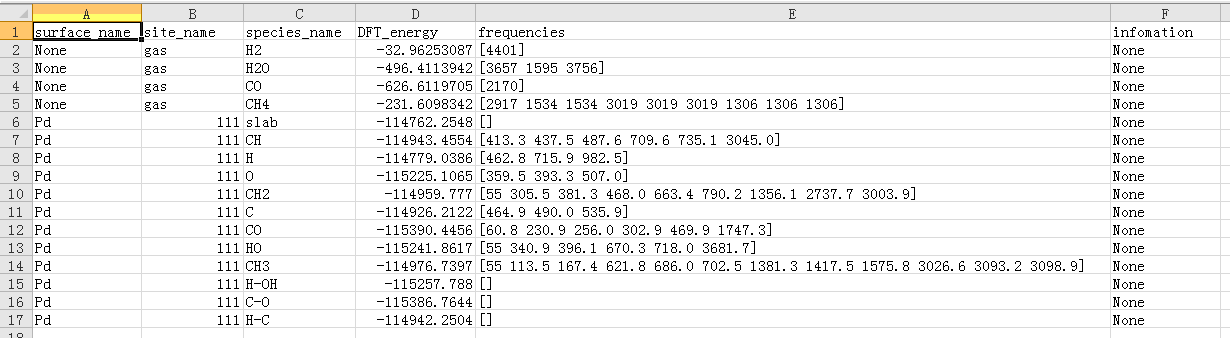 A B C D E F
1 surface_name site_name species_name DFT_energy frequencies infomation
2 None gas H2 -32.96253087 [4401] None
3 None gas H2O -496.4113942 [3657 1595 3756] None
4 None gas CO -626.6119705 [2170] None
5 None gas CH4 -231.6098342 [2917 1534 1534 3019 3019 3019 1306 1306 1306] None
6 Pd 111 slab -114762.2548 [] None
7 Pd 111 CH -114943.4554 [413.3 437.5 487.6 709.6 735.1 3045.0] None
8 Pd 111 H -114779.0386 [462.8 715.9 982.5] None
9 Pd 111 O -115225.1065 [359.5 393.3 507.0] None
10 Pd 111 CH2 -114959.777 [55 305.5 381.3 468.0 663.4 790.2 1356.1 2737.7 3003.9] None
11 Pd 111 C -114926.2122 [464.9 490.0 535.9] None
12 Pd 111 CO -115390.4456 [60.8 230.9 256.0 302.9 469.9 1747.3] None
13 Pd 111 HO -115241.8617 [55 340.9 396.1 670.3 718.0 3681.7] None
14 Pd 111 CH3 -114976.7397 [55 113.5 167.4 621.8 686.0 702.5 1381.3 1417.5 1575.8 3026.6 3093.2 3098.9] None
15 Pd 111 H-OH -115257.788 [] None
16 Pd 111 C-O -115386.7644 [] None
17 Pd 111 H-C -114942.2504 [] None
18